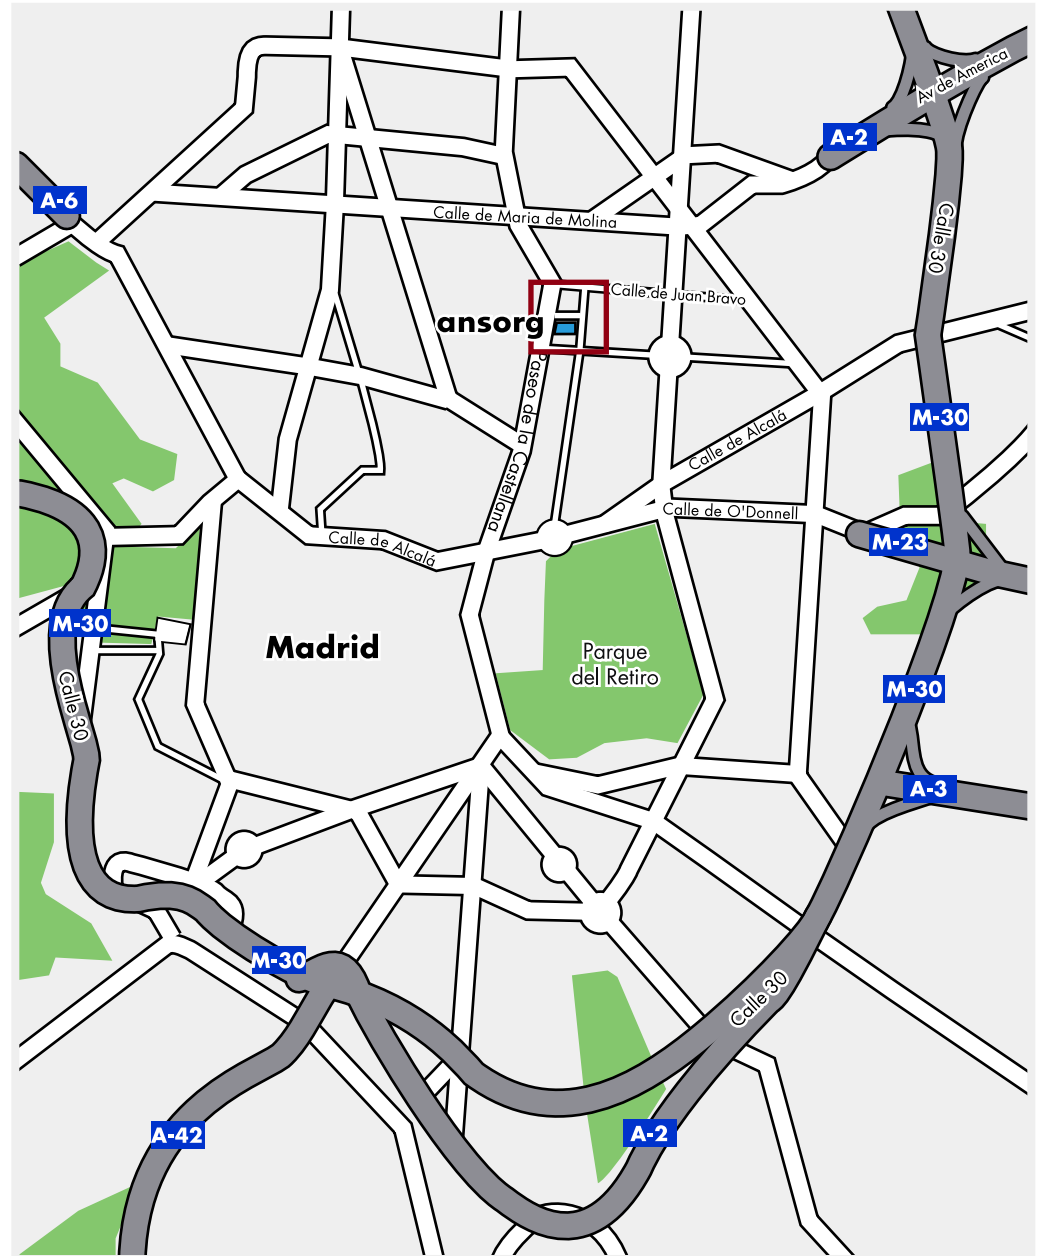 Av de America
A-2
A-6
Calle de Maria de Molina
Calle 30
Calle de Juan Bravo
ansorg
Paseo de la Castellana
M-30
Calle de Alcalá
Calle de O'Donnell
M-23
Calle de Alcalá
M-30
Madrid
Parque
del Retiro
Calle 30
M-30
A-3
M-30
Calle 30
A-42
A-2